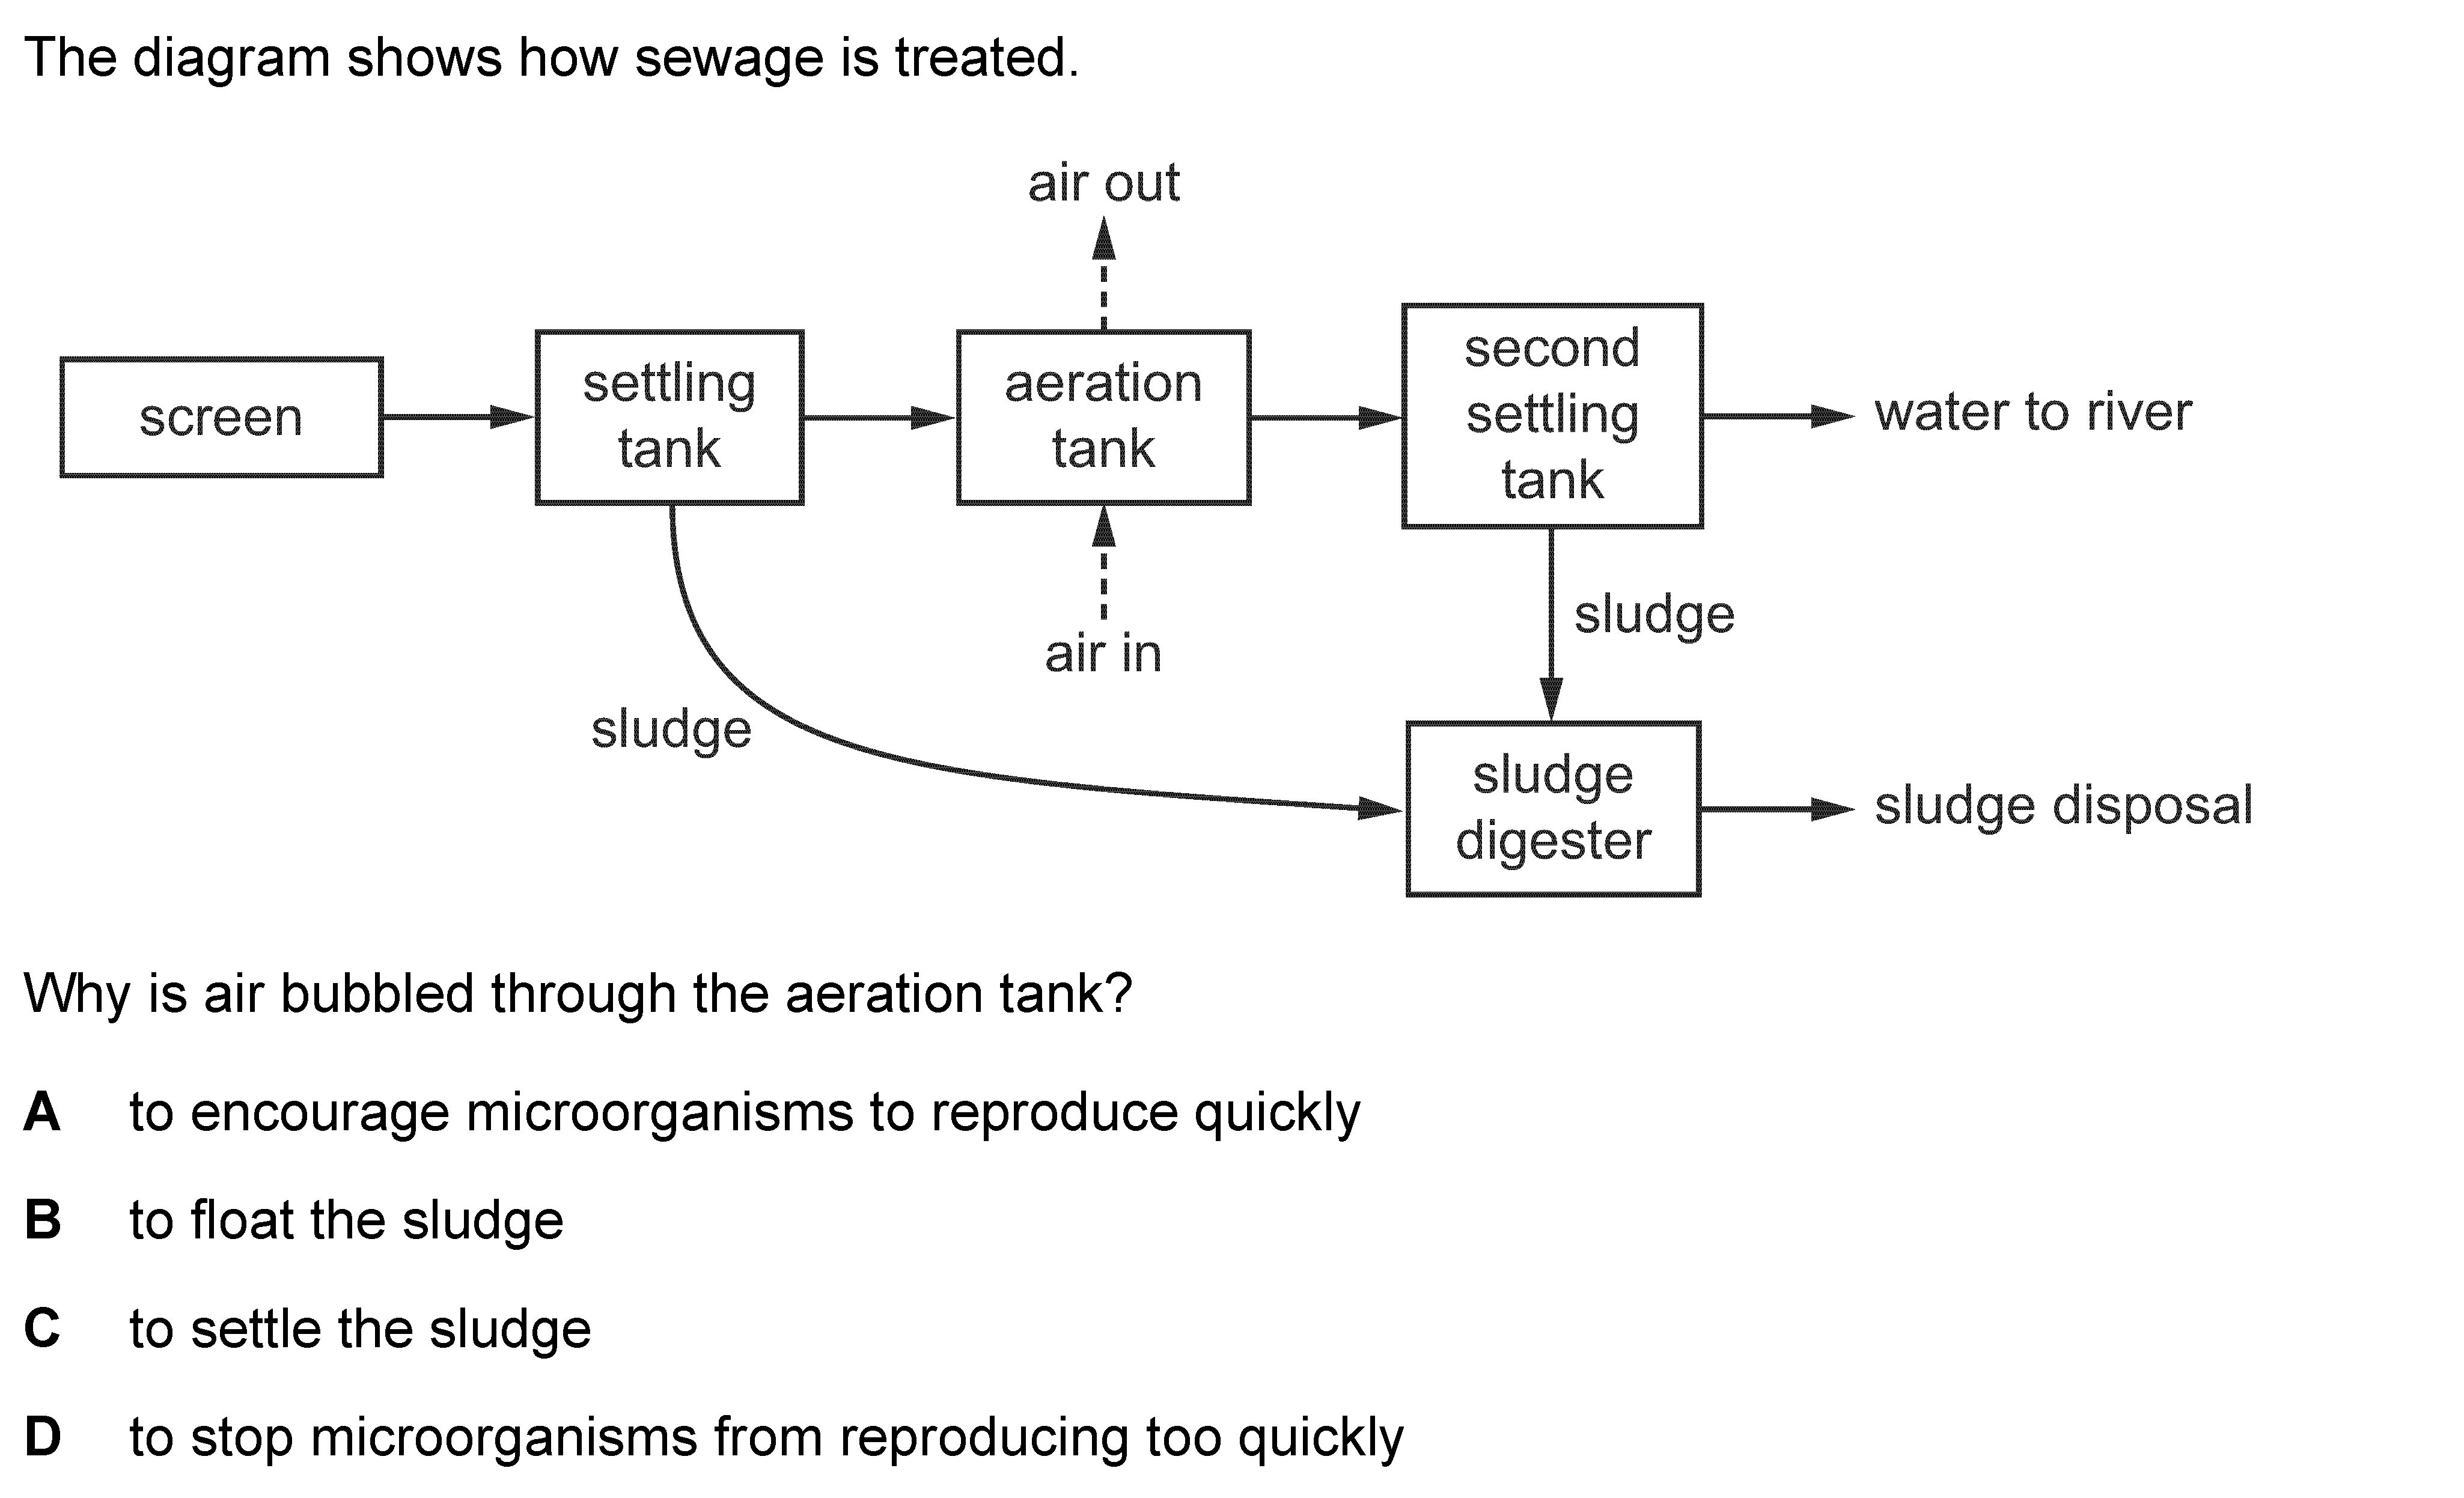 The diagram shows how sewage is treated.
air out
screen
settling
tank
aeration
tank
second
settling
tank
water to river
air in
sludge
sludge
sludge
digester
sludge disposal
Why is air bubbled through the aeration tank?
A to encourage microorganisms to reproduce quickly
B to float the sludge
C to settle the sludge
D to stop microorganisms from reproducing too quickly